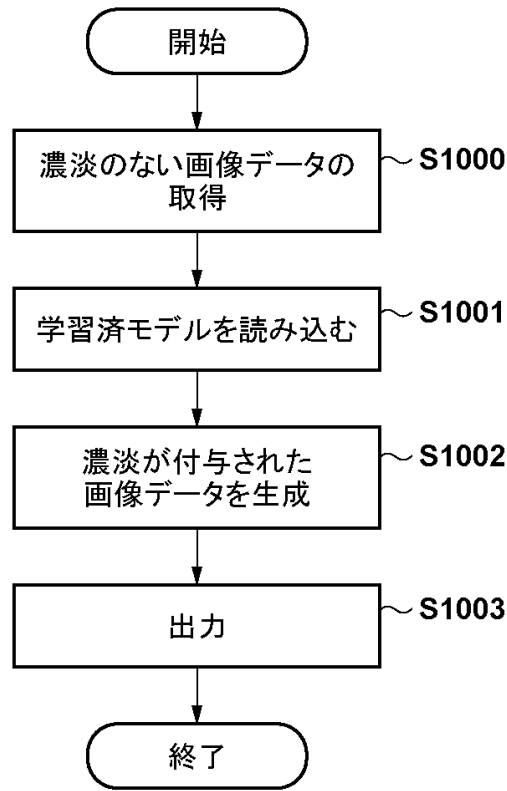 開始
濃淡のない画像データの
取得
S1000
学習済モデルを読み込む
S1001
濃淡が付与された
画像データを生成
S1002
出力
S1003
終了